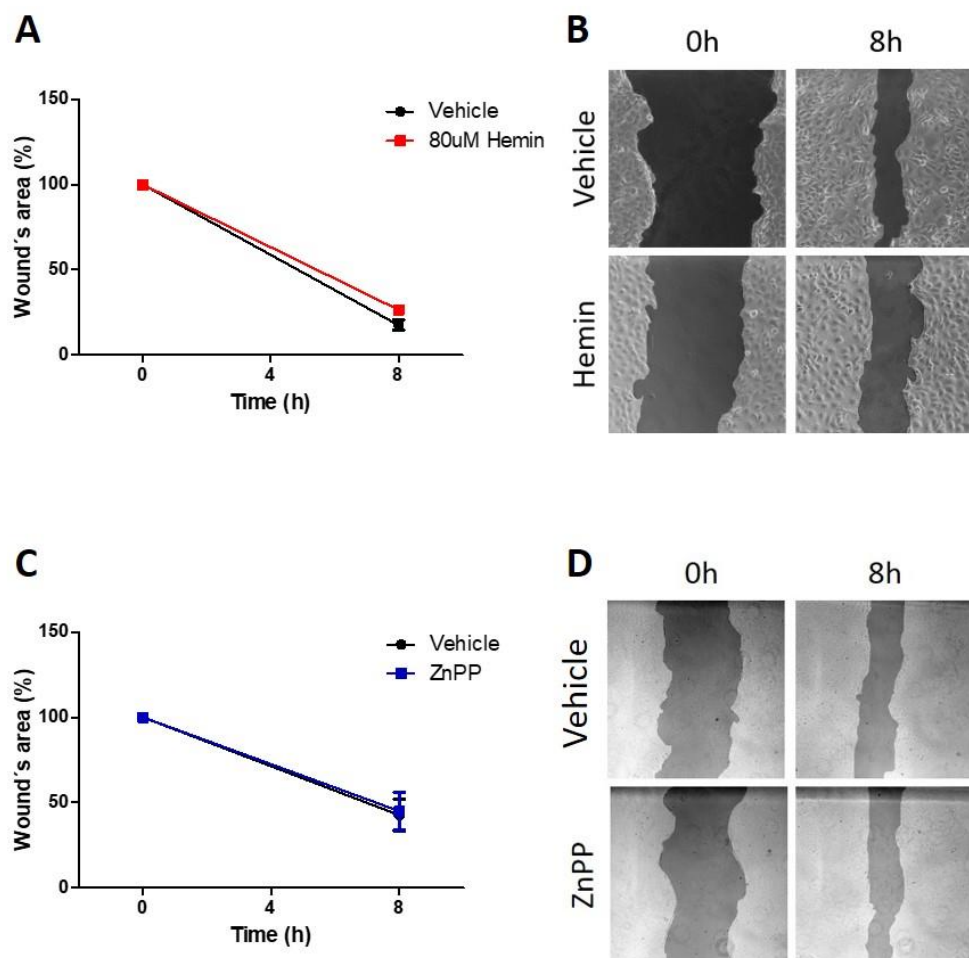 A
150
100
50
0
Wound´s area (%)
0
4
8
Time (h)
Vehicle
80uM Hemin
B
0h
8h
Vehicle
Hemin
C
150
100
50
0
Wound´s area (%)
0
4
8
Time (h)
Vehicle
ZnPP
D
0h
8h
Vehicle
ZnPP